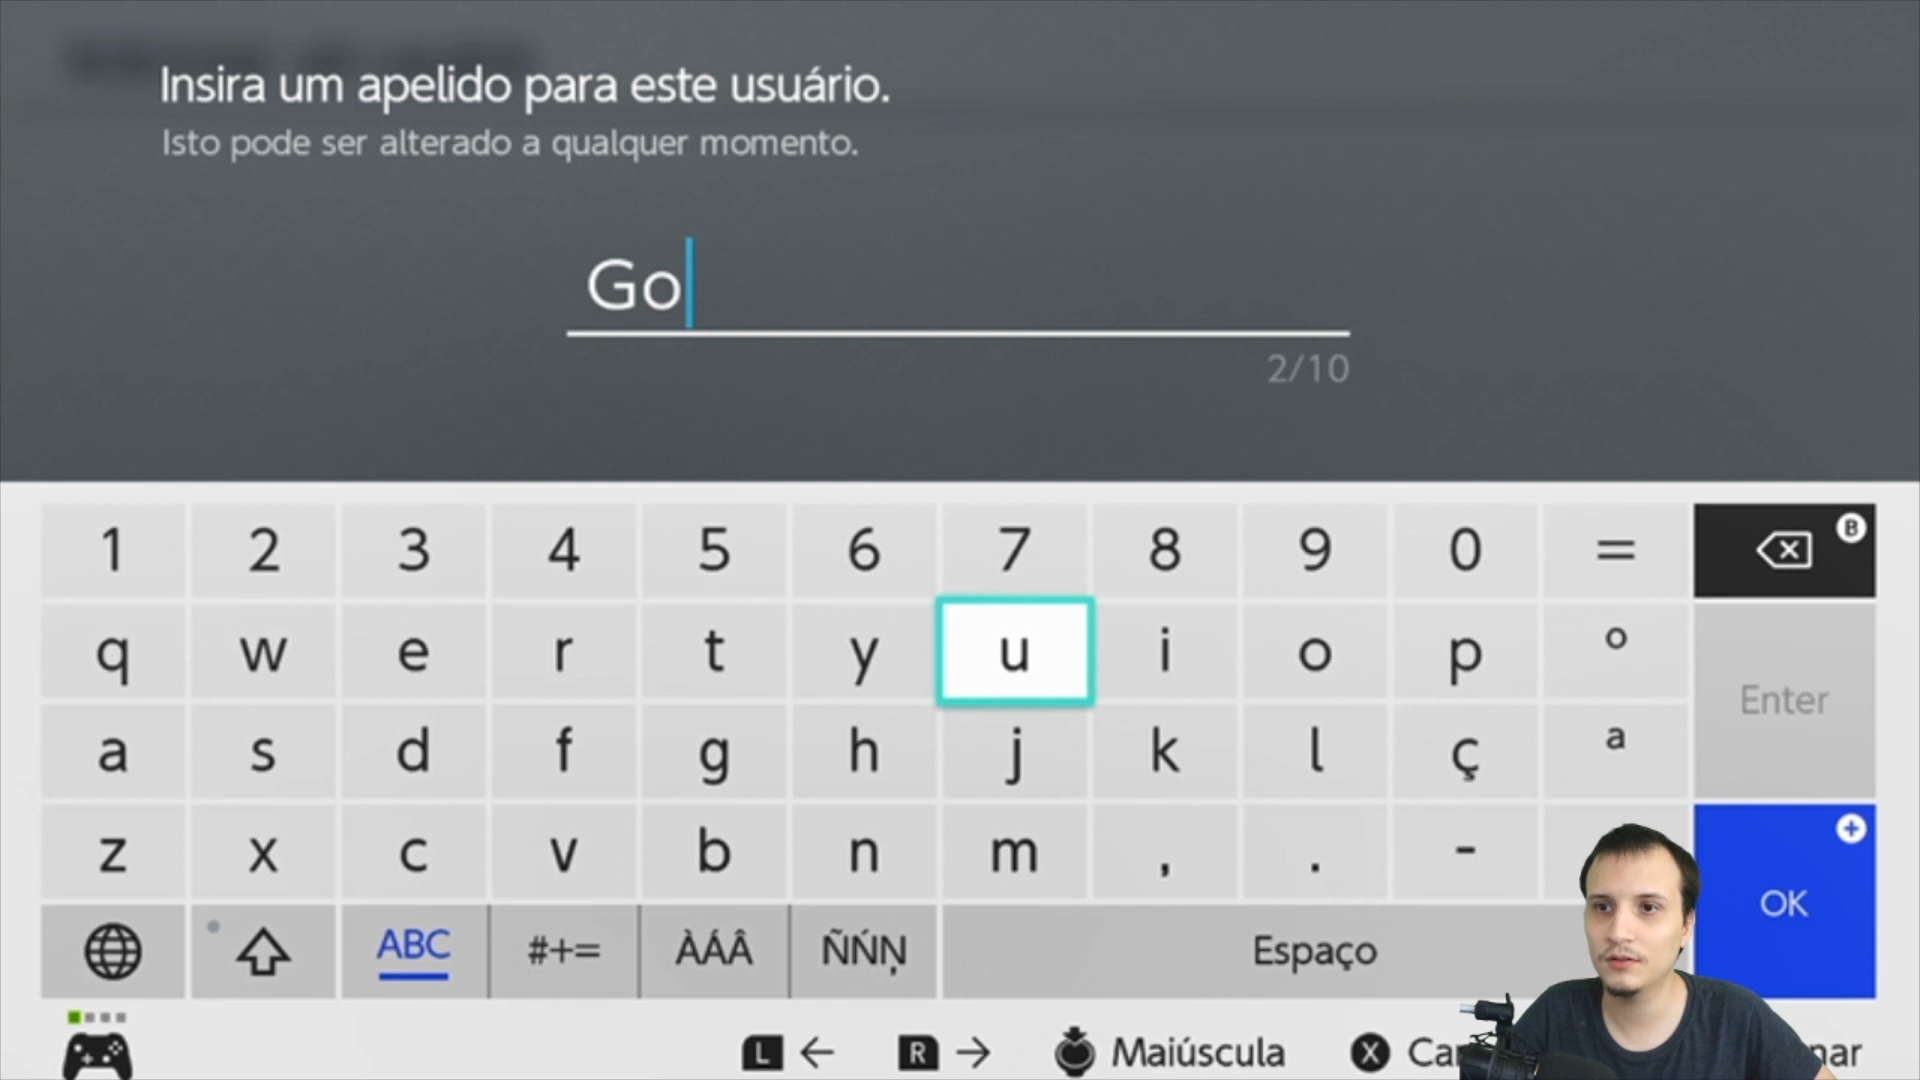 Insira um apelido para este usuário.
Isto pode ser alterado a qualquer momento.
Go
2/10
1 2 3 4 5 6 7 8 9 0 =
B
q w e r t y u i o p º
Enter
a s d f g h j k l ç ª
z x c v b n m , . -
OK
ABC #+= ÀÁÂ ÑŃŅ Espaço
L ← R → Maiúscula X